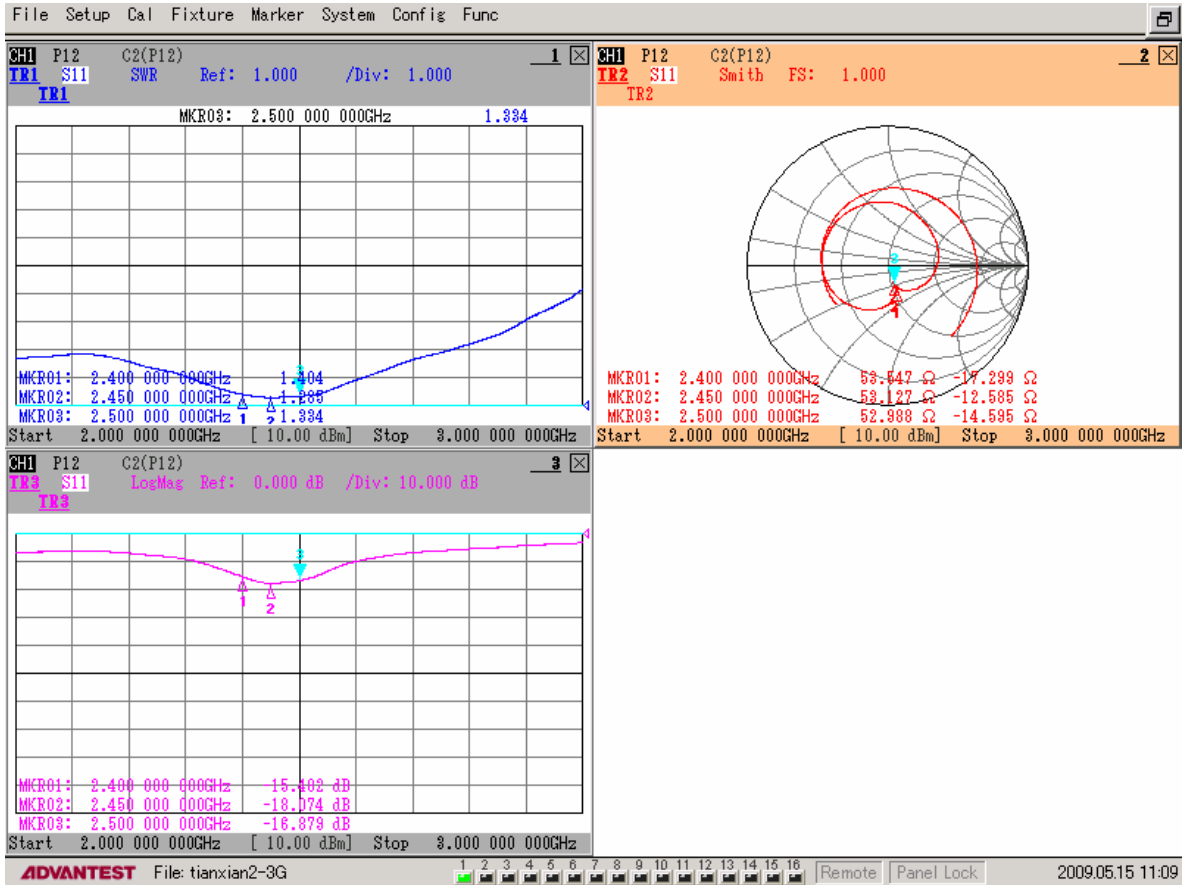 File Setup Cal Fixture Marker System Config Func
CH1 P12 C2(P12) 1
TR1 S11 SWR Ref: 1.000 /Div: 1.000
TR1
MKR03: 2.500 000 000GHz 1.334
3
MKR01: 2.400 000 000GHz 1.404
MKR02: 2.450 000 000GHz 1.285
MKR03: 2.500 000 000GHz 1.334
1 2
Start 2.000 000 000GHz [ 10.00 dBm] Stop 3.000 000 000GHz
CH1 P12 C2(P12) 2
TR2 S11 Smith FS: 1.000
TR2
3
1
MKR01: 2.400 000 000GHz 53.547 Ω -17.299 Ω
MKR02: 2.450 000 000GHz 53.127 Ω -12.585 Ω
MKR03: 2.500 000 000GHz 52.988 Ω -14.595 Ω
Start 2.000 000 000GHz [ 10.00 dBm] Stop 3.000 000 000GHz
CH1 P12 C2(P12) 3
TR3 S11 LogMag Ref: 0.000 dB /Div: 10.000 dB
TR3
3
1 2
MKR01: 2.400 000 000GHz -15.402 dB
MKR02: 2.450 000 000GHz -18.074 dB
MKR03: 2.500 000 000GHz -16.879 dB
Start 2.000 000 000GHz [ 10.00 dBm] Stop 3.000 000 000GHz
ADVANTEST File: tianxian2-3G 1 2 3 4 5 6 7 8 9 10 11 12 13 14 15 16 Remote Panel Lock 2009.05.15 11:09